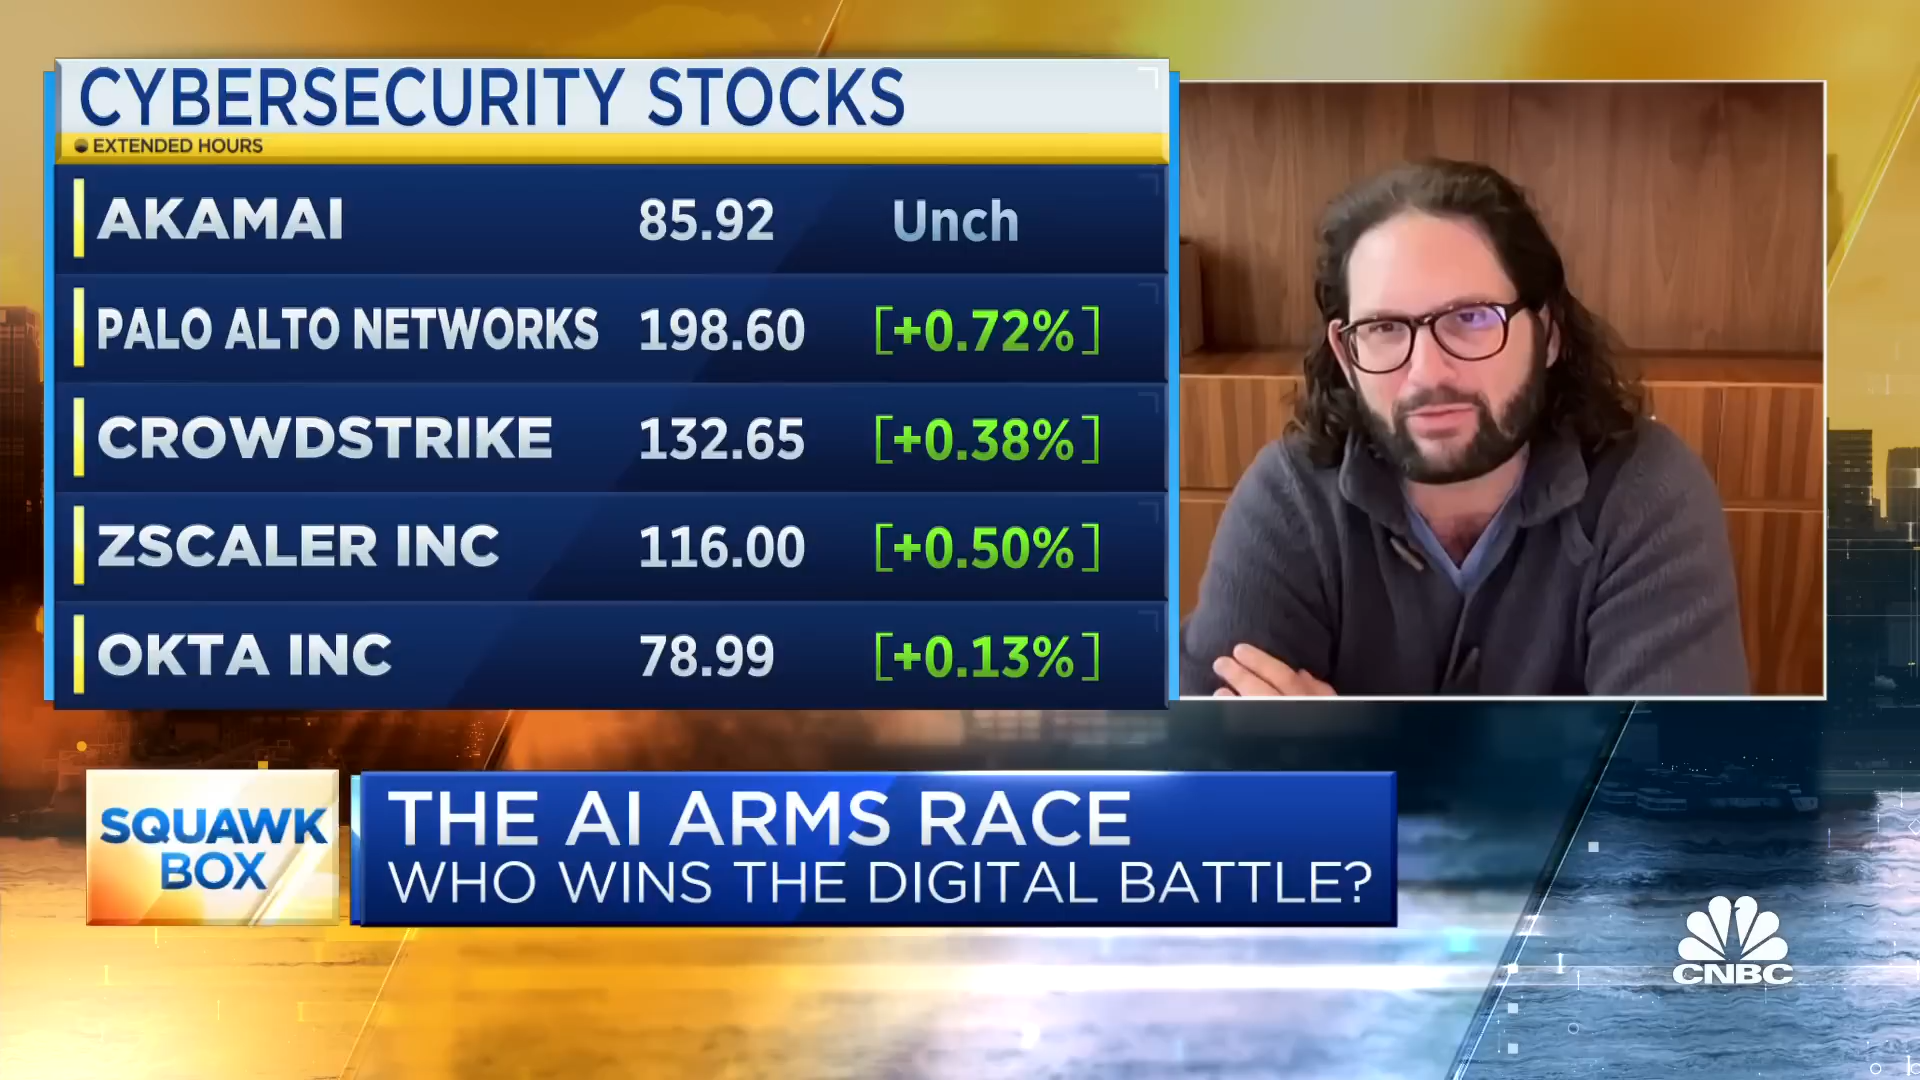 CYBERSECURITY STOCKS
EXTENDED HOURS
AKAMAI 85.92 Unch
PALO ALTO NETWORKS 198.60 [+0.72%]
CROWDSTRIKE 132.65 [+0.38%]
ZSCALER INC 116.00 [+0.50%]
OKTA INC 78.99 [+0.13%]
SQUAWK
BOX
THE AI ARMS RACE
WHO WINS THE DIGITAL BATTLE?
CNBC